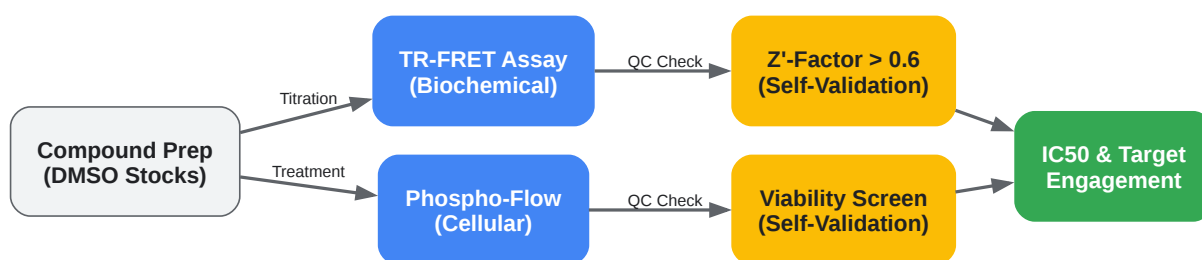 Compound Prep
(DMSO Stocks)
Titration
Treatment
TR-FRET Assay
(Biochemical)
Phospho-Flow
(Cellular)
QC Check
QC Check
Z'-Factor > 0.6
(Self-Validation)
Viability Screen
(Self-Validation)
IC50 & Target
Engagement